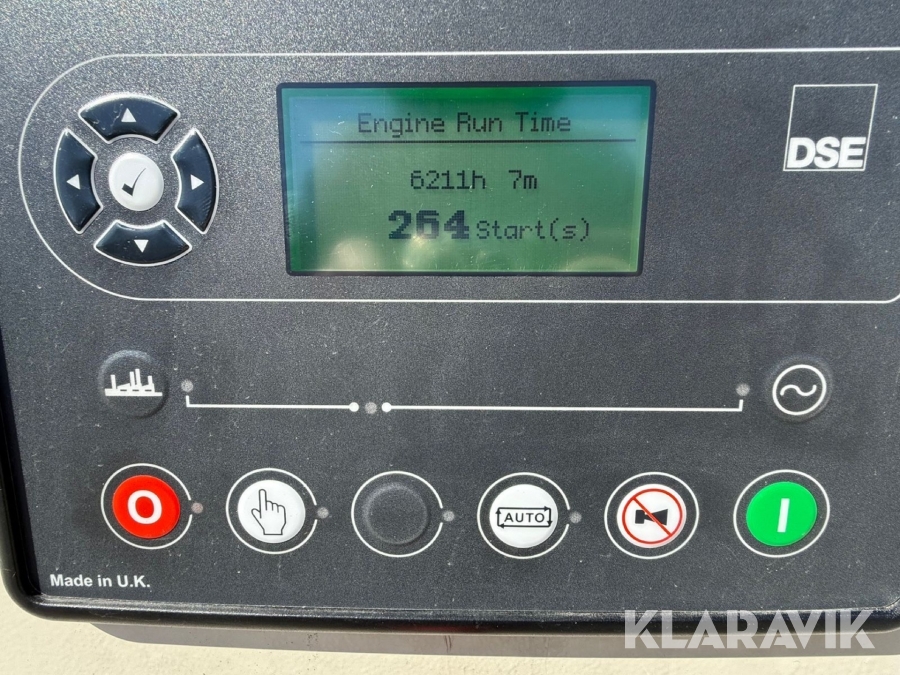 Engine Run Time
6211h 7m
264 Start(s)
DSE
O
AUTO
I
Made in U.K.
KLARAVIK